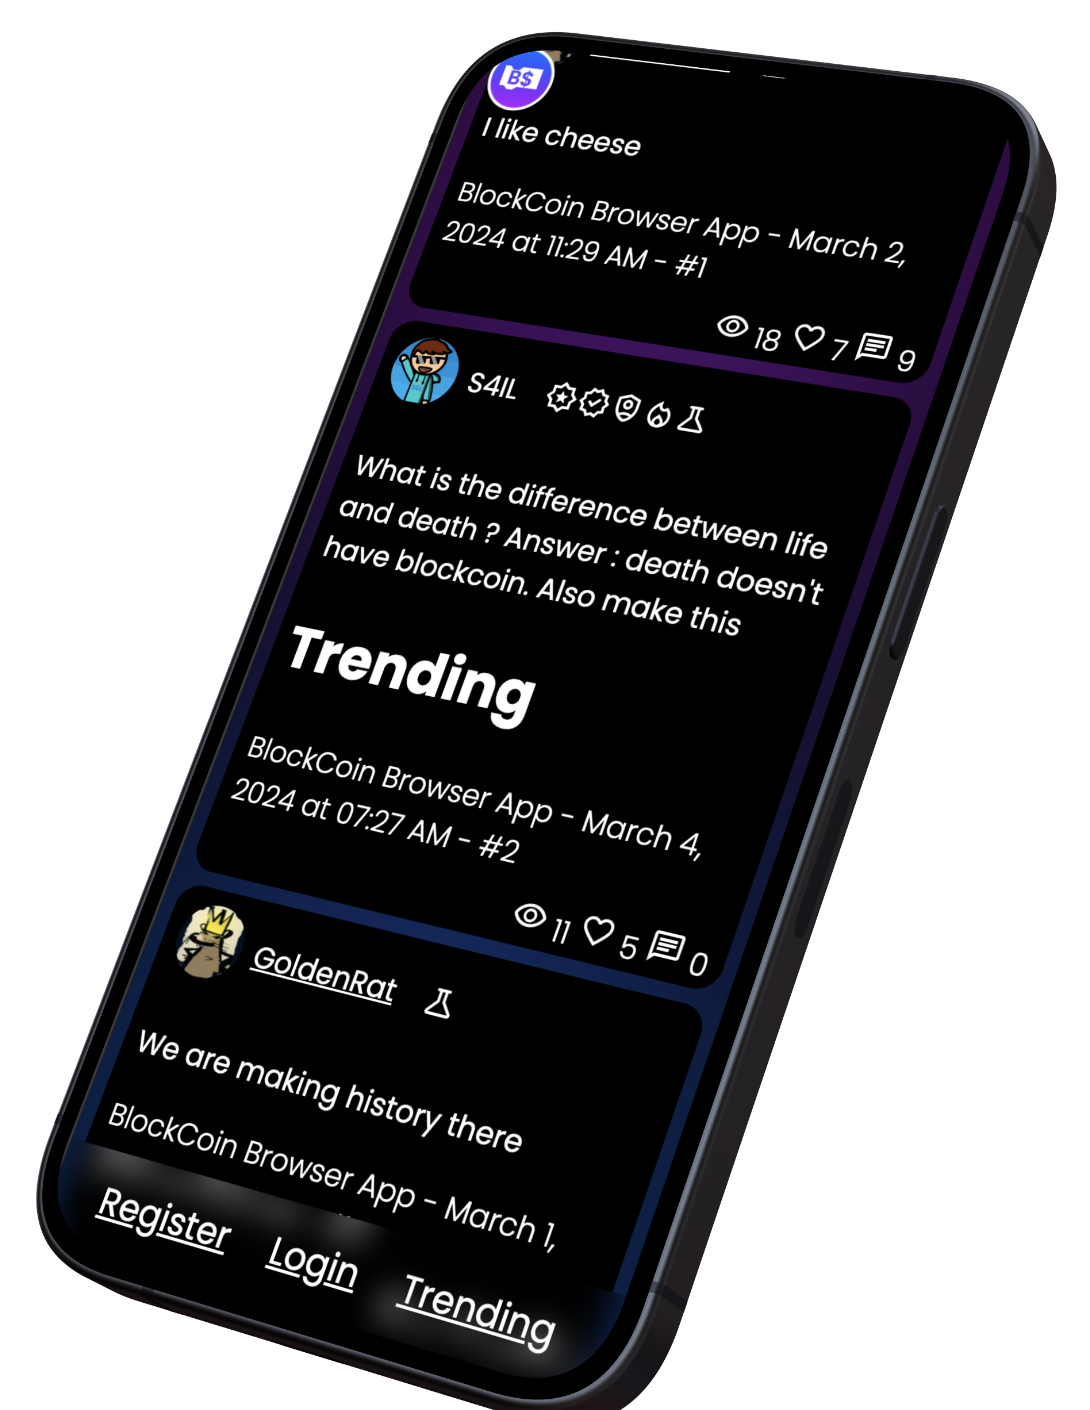 B$
I like cheese
BlockCoin Browser App - March 2,
2024 at 11:29 AM - #1
18 7 9
S4IL
What is the difference between life
and death ? Answer : death doesn't
have blockcoin. Also make this
Trending
BlockCoin Browser App - March 4,
2024 at 07:27 AM - #2
11 5 0
GoldenRat
We are making history there
BlockCoin Browser App - March 1,
Register Login Trending